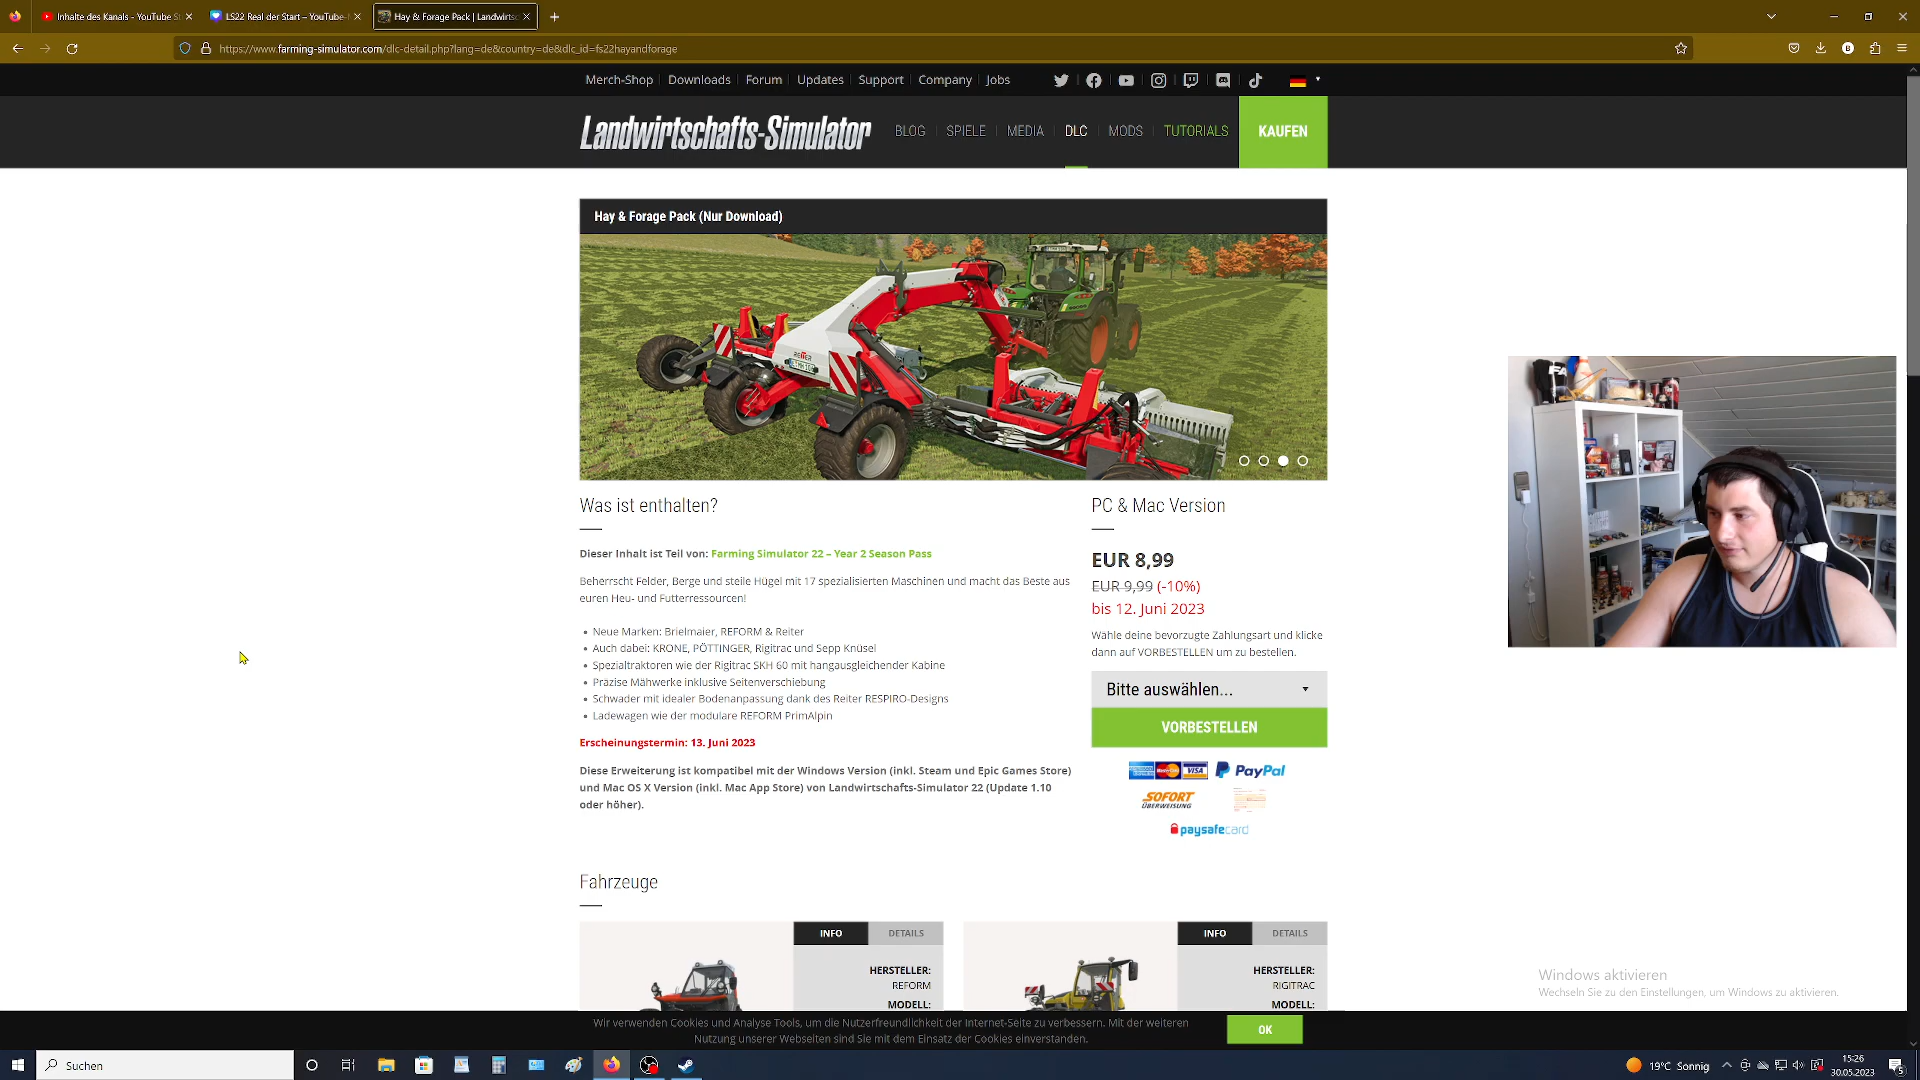 Inhalte des Kanals - YouTube St
LS22 Real der Start – YouTube-
Hay & Forage Pack | Landwirtsc
https://www.farming-simulator.com/dlc-detail.php?lang=de&country=de&dlc_id=fs22hayandforage
Merch-Shop Downloads Forum Updates Support Company Jobs
Landwirtschafts-Simulator BLOG SPIELE MEDIA DLC MODS TUTORIALS KAUFEN
Hay & Forage Pack (Nur Download)
REITER
Was ist enthalten?
Dieser Inhalt ist Teil von: Farming Simulator 22 – Year 2 Season Pass
Beherrscht Felder, Berge und steile Hügel mit 17 spezialisierten Maschinen und macht das Beste aus
euren Heu- und Futterressourcen!
Neue Marken: Brielmaier, REFORM & Reiter
Auch dabei: KRONE, PÖTTINGER, Rigitrac und Sepp Knüsel
Spezialtraktoren wie der Rigitrac SKH 60 mit hangausgleichender Kabine
Präzise Mähwerke inklusive Seitenverschiebung
Schwader mit idealer Bodenanpassung dank des Reiter RESPIRO-Designs
Ladewagen wie der modulare REFORM PrimAlpin
Erscheinungstermin: 13. Juni 2023
Diese Erweiterung ist kompatibel mit der Windows Version (inkl. Steam und Epic Games Store)
und Mac OS X Version (inkl. Mac App Store) von Landwirtschafts-Simulator 22 (Update 1.10
oder höher).
PC & Mac Version
EUR 8,99
EUR 9,99 (-10%)
bis 12. Juni 2023
Wähle deine bevorzugte Zahlungsart und klicke
dann auf VORBESTELLEN um zu bestellen.
Bitte auswählen...
VORBESTELLEN
MasterCard VISA PayPal
SOFORT
ÜBERWEISUNG
paysafecard
Fahrzeuge
INFO DETAILS
HERSTELLER:
REFORM
MODELL:
INFO DETAILS
HERSTELLER:
RIGITRAC
MODELL:
Windows aktivieren
Wechseln Sie zu den Einstellungen, um Windows zu aktivieren.
Wir verwenden Cookies und Analyse Tools, um die Nutzerfreundlichkeit der Internet-Seite zu verbessern. Mit der weiteren
Nutzung unserer Webseiten sind Sie mit dem Einsatz der Cookies einverstanden.
OK
Suchen
19°C Sonnig
15:26
30.05.2023
5